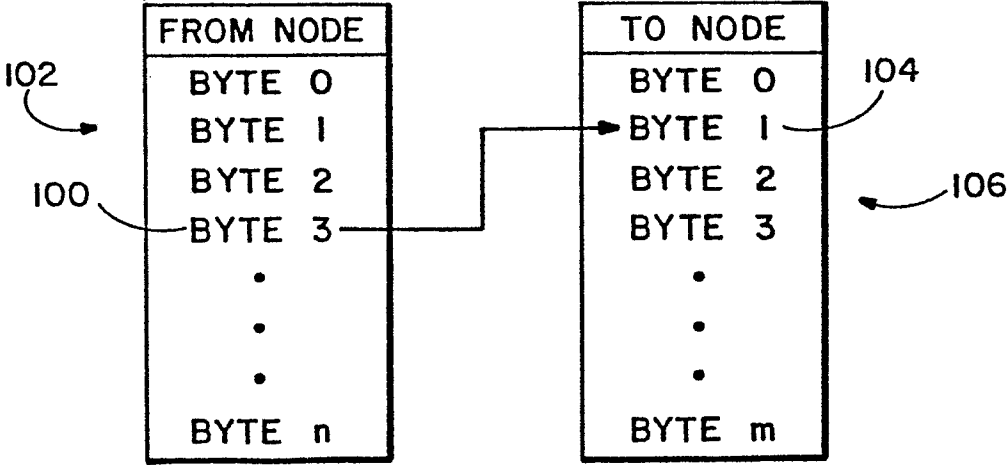 FROM NODE
BYTE 0
BYTE 1
BYTE 2
BYTE 3
BYTE n
102
100
TO NODE
BYTE 0
BYTE 1
BYTE 2
BYTE 3
BYTE m
104
106